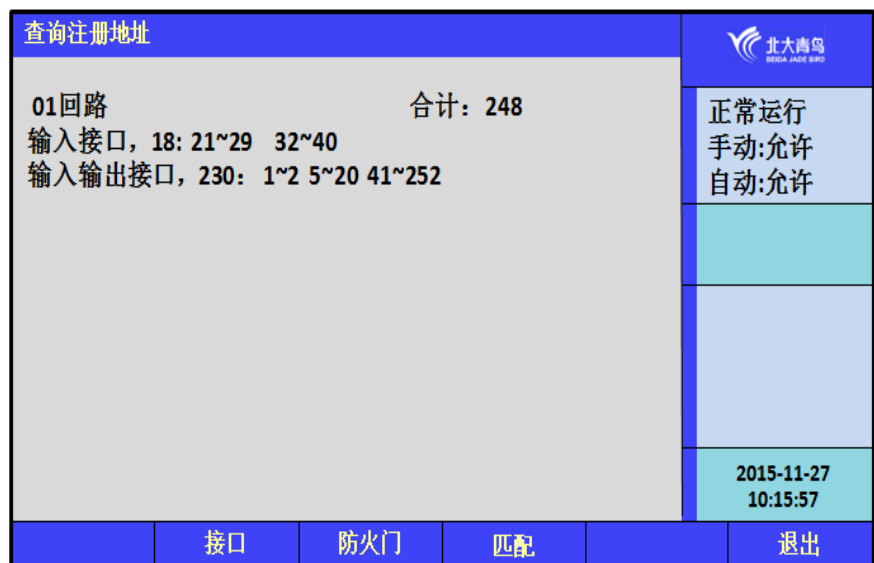 查询注册地址
北大青鸟
BEIDA JADE BIRD
01回路 合计：248
输入接口，18: 21~29 32~40
输入输出接口，230： 1~2 5~20 41~252
正常运行
手动:允许
自动:允许
2015-11-27
10:15:57
接口 防火门 匹配 退出